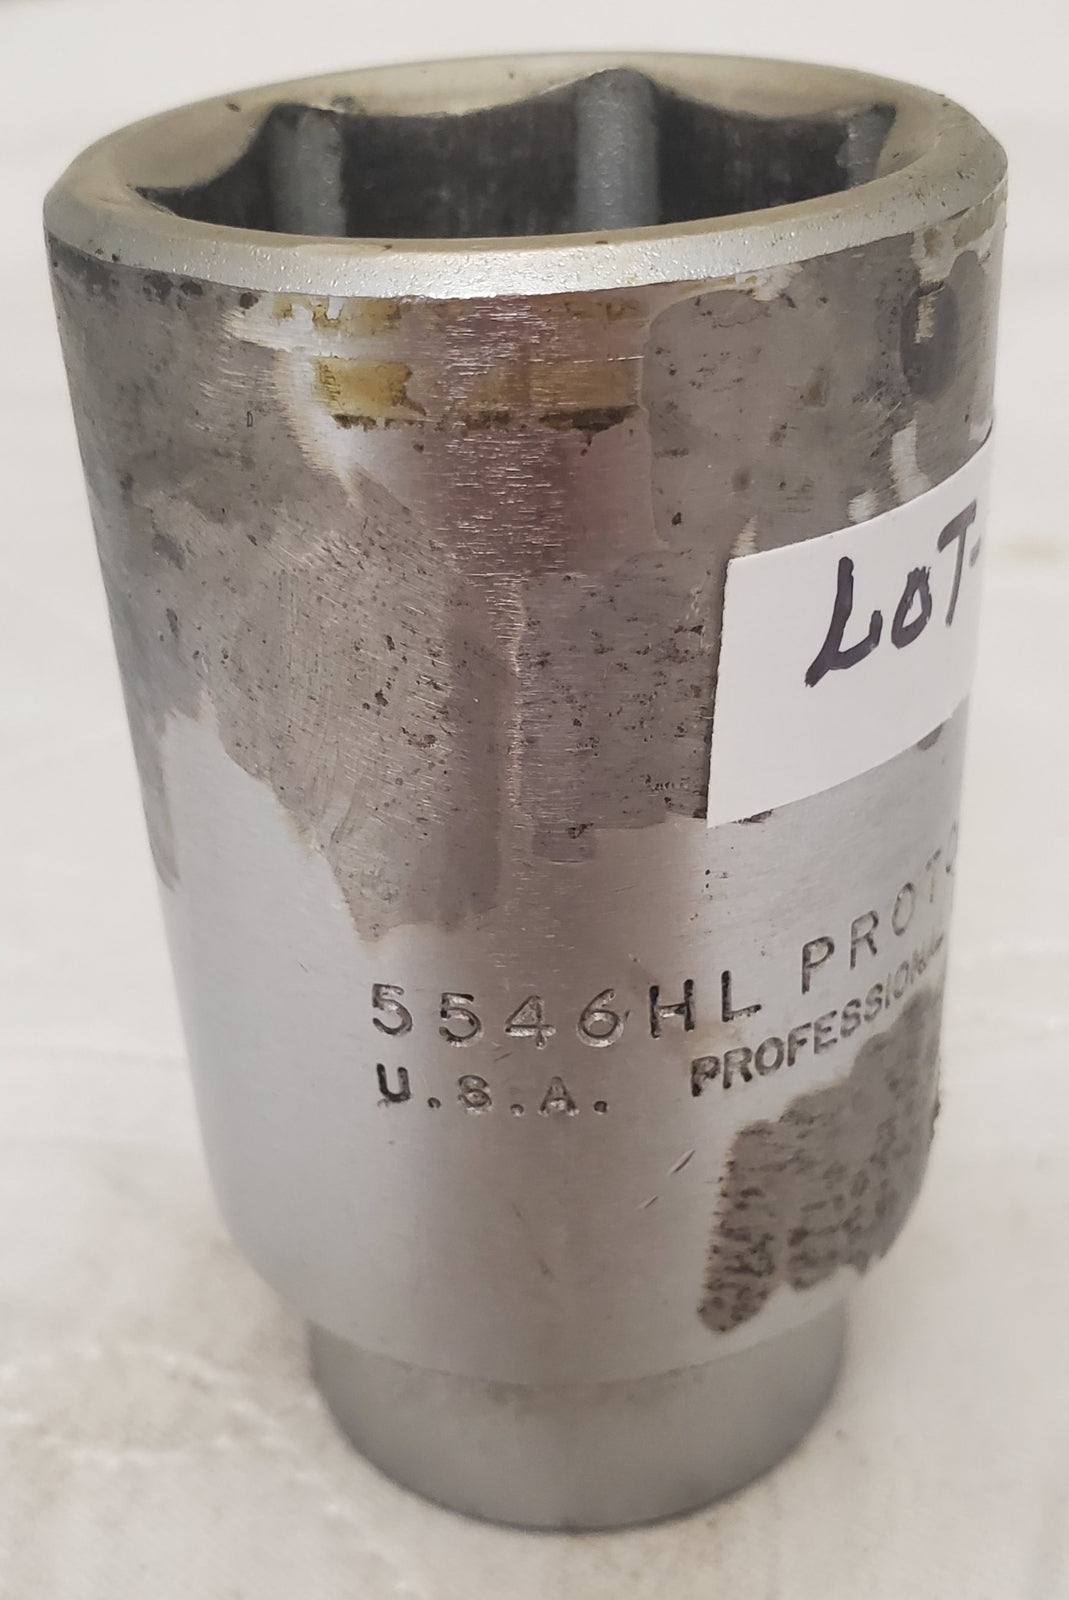 LOT-
5546HL PROTO
U.S.A. PROFESSIONAL